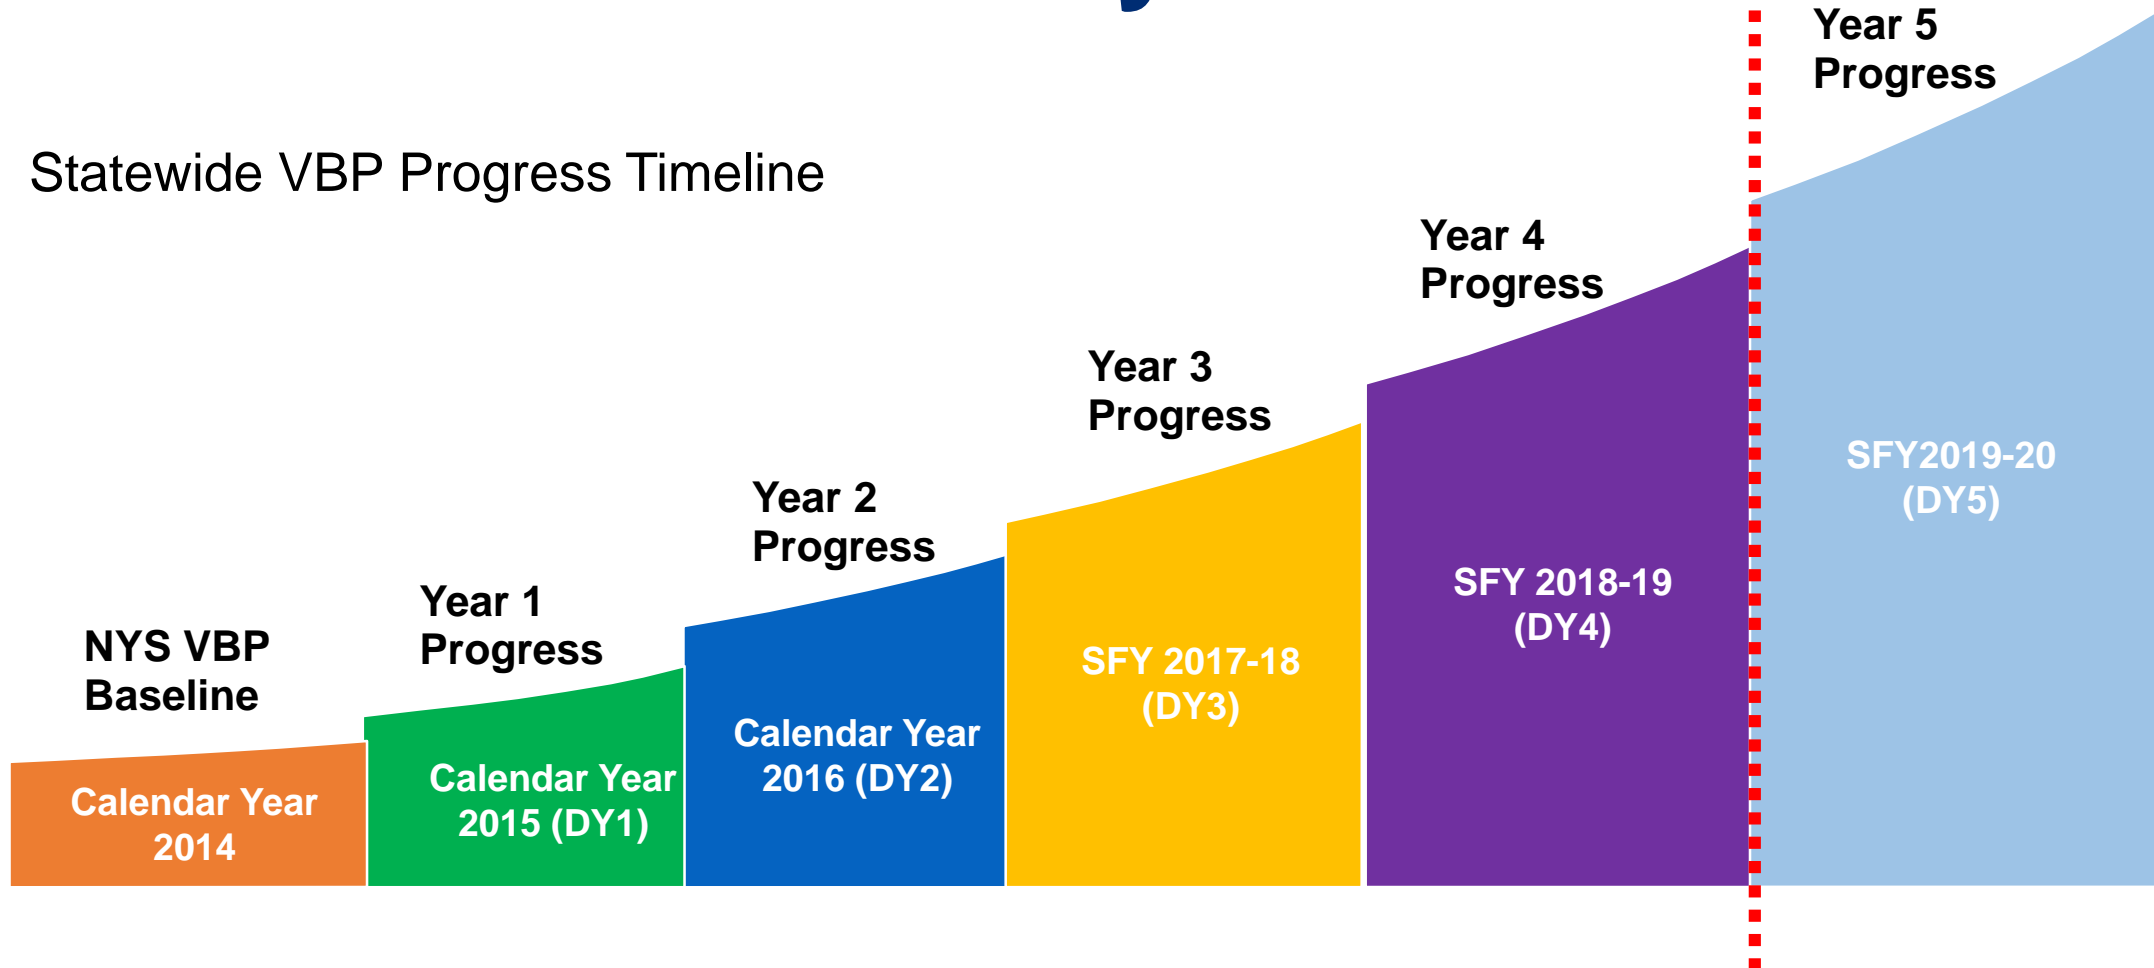 Statewide VBP Progress Timeline
NYS VBP
Baseline
Calendar Year
2014
Year 1
Progress
Calendar Year
2015 (DY1)
Year 2
Progress
Calendar Year
2016 (DY2)
Year 3
Progress
SFY 2017-18
(DY3)
Year 4
Progress
SFY 2018-19
(DY4)
Year 5
Progress
SFY2019-20
(DY5)